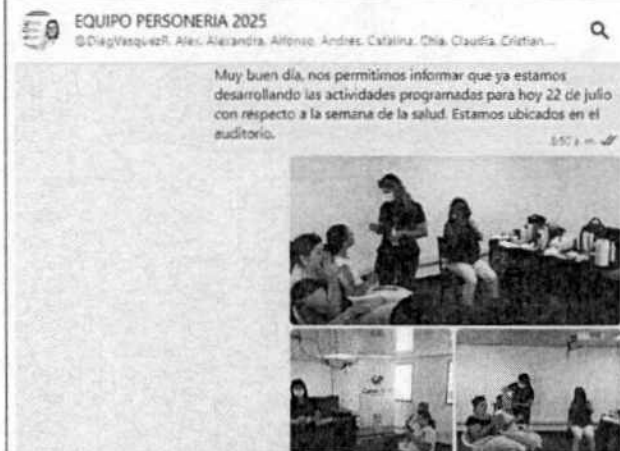 EQUIPO PERSONERIA 2025
@DiegVasquezR, Alex, Alexandra, Alfonso, Andres, Catalina, Chia, Claudia, Cristian...
Muy buen día, nos permitimos informar que ya estamos
desarrollando las actividades programadas para hoy 22 de julio
con respecto a la semana de la salud. Estamos ubicados en el
auditorio.